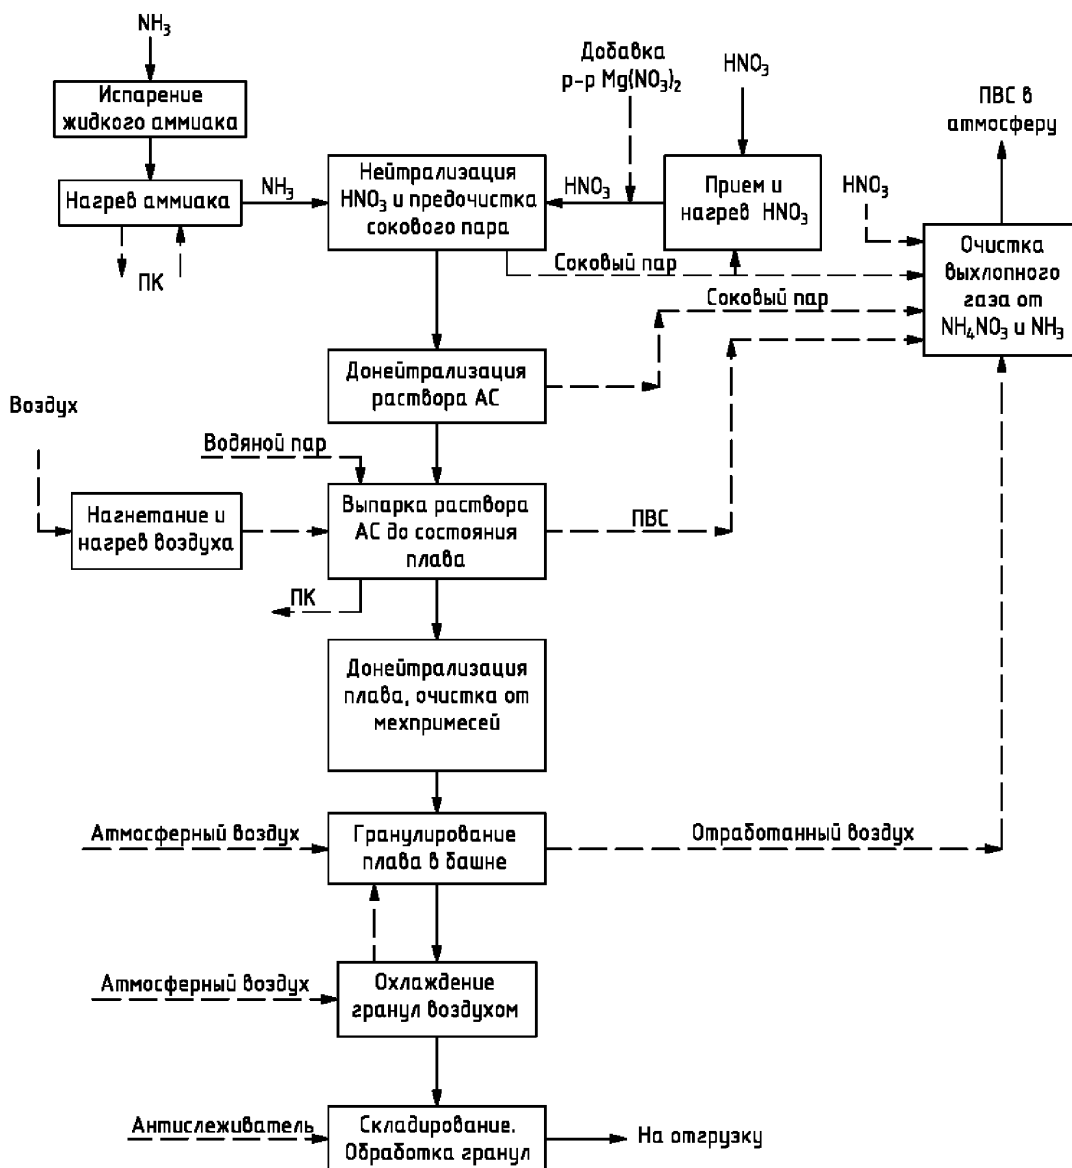 NH₃
Испарение
жидкого аммиака
Нагрев аммиака
NH₃
ПК
Добавка
р-р Mg(NO₃)₂
HNO₃
Нейтрализация
HNO₃ и предочистка
сокового пара
HNO₃
Прием и
нагрев HNO₃
ПВС в
атмосферу
HNO₃
Очистка
выхлопного
газа от
NH₄NO₃ и NH₃
Соковый пар
Соковый пар
Донейтрализация
раствора АС
Воздух
Водяной пар
Нагнетание и
нагрев воздуха
Выпарка раствора
АС до состояния
плава
ПВС
ПК
Донейтрализация
плава, очистка от
мехпримесей
Атмосферный воздух
Гранулирование
плава в башне
Отработанный воздух
Атмосферный воздух
Охлаждение
гранул воздухом
Антислеживатель
Складирование.
Обработка гранул
На отгрузку